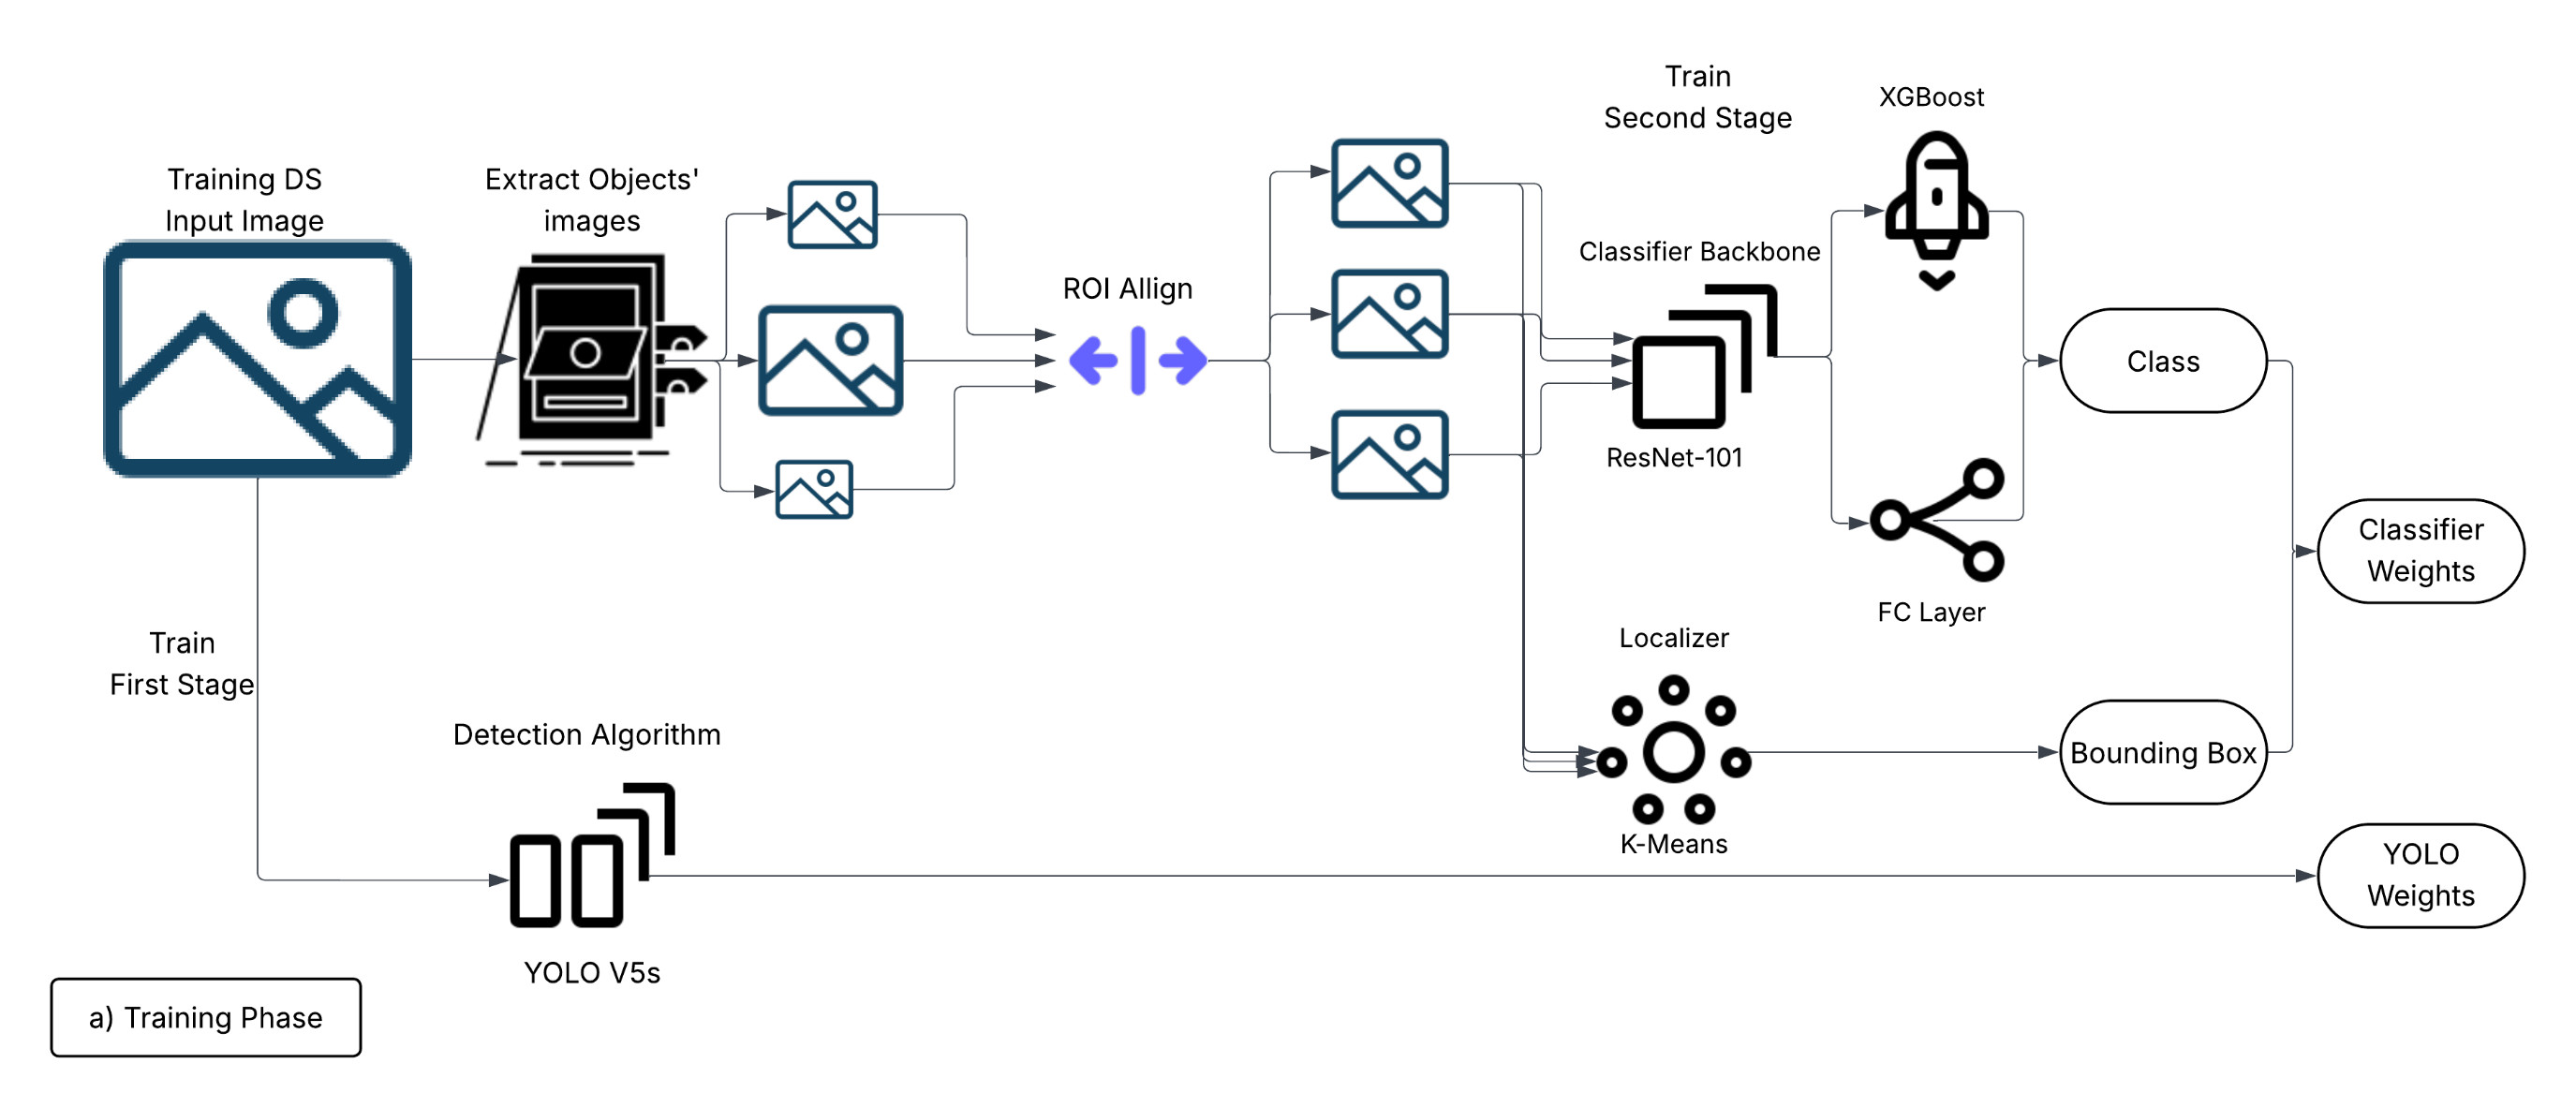 Train
Second Stage
XGBoost
Training DS
Input Image
Extract Objects'
images
Classifier Backbone
ROI Allign
Class
ResNet-101
Classifier
Weights
FC Layer
Localizer
Train
First Stage
Detection Algorithm
Bounding Box
K-Means
YOLO
Weights
YOLO V5s
a) Training Phase